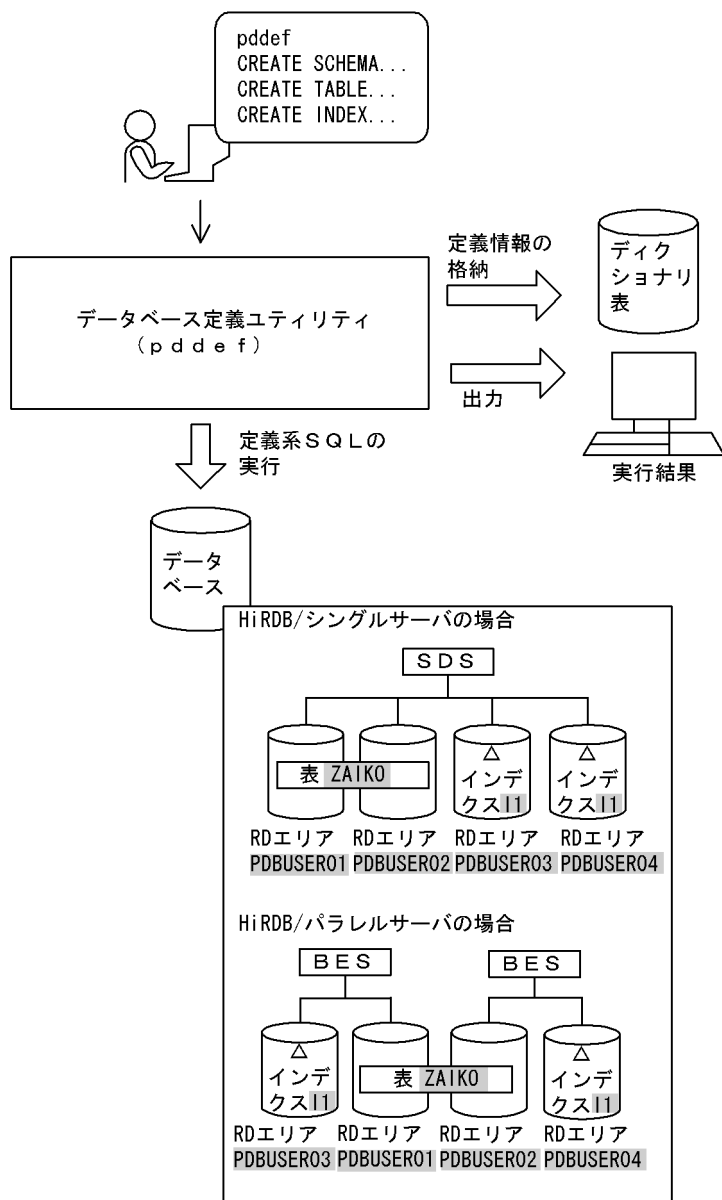 pddef
CREATE SCHEMA...
CREATE TABLE...
CREATE INDEX...
データベース定義ユティリティ
（ｐｄｄｅｆ）
定義情報の
格納
ディク
ショナリ
表
出力
実行結果
定義系ＳＱＬの
実行
データ
ベース
HiRDB/シングルサーバの場合
ＳＤＳ
表 ZAIKO
△
インデ
クスI1
△
インデ
クスI1
RDエリア
PDBUSER01
RDエリア
PDBUSER02
RDエリア
PDBUSER03
RDエリア
PDBUSER04
HiRDB/パラレルサーバの場合
ＢＥＳ
ＢＥＳ
△
インデ
クスI1
表 ZAIKO
△
インデ
クスI1
RDエリア
PDBUSER03
RDエリア
PDBUSER01
RDエリア
PDBUSER02
RDエリア
PDBUSER04